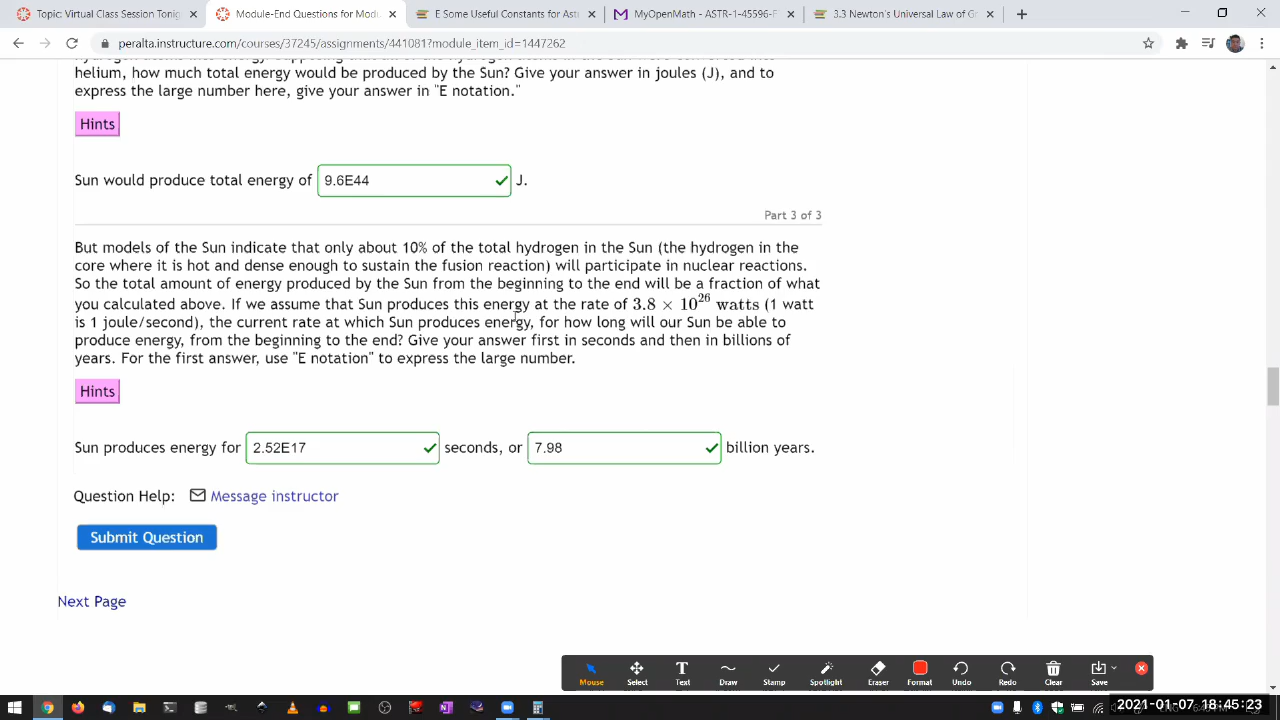 Topic: Virtual ClassSession Tonig
Module-End Questions for Modul
E Some Useful Constants for Ast
MyOpenMath - ASTR-1-45596-F
3.3 Newton's Universal Law of Gr
peralta.instructure.com/courses/37245/assignments/441081?module_item_id=1447262
helium, how much total energy would be produced by the Sun? Give your answer in joules (J), and to
express the large number here, give your answer in "E notation."
Hints
Sun would produce total energy of 9.6E44 J.
Part 3 of 3
But models of the Sun indicate that only about 10% of the total hydrogen in the Sun (the hydrogen in the
core where it is hot and dense enough to sustain the fusion reaction) will participate in nuclear reactions.
So the total amount of energy produced by the Sun from the beginning to the end will be a fraction of what
you calculated above. If we assume that Sun produces this energy at the rate of 3.8 × 10²⁶ watts (1 watt
is 1 joule/second), the current rate at which Sun produces energy, for how long will our Sun be able to
produce energy, from the beginning to the end? Give your answer first in seconds and then in billions of
years. For the first answer, use "E notation" to express the large number.
Hints
Sun produces energy for 2.52E17 seconds, or 7.98 billion years.
Question Help: Message instructor
Submit Question
Next Page
Mouse Select Text Draw Stamp Spotlight Eraser Format Undo Redo Clear Save
2021-01-07 18:45:23